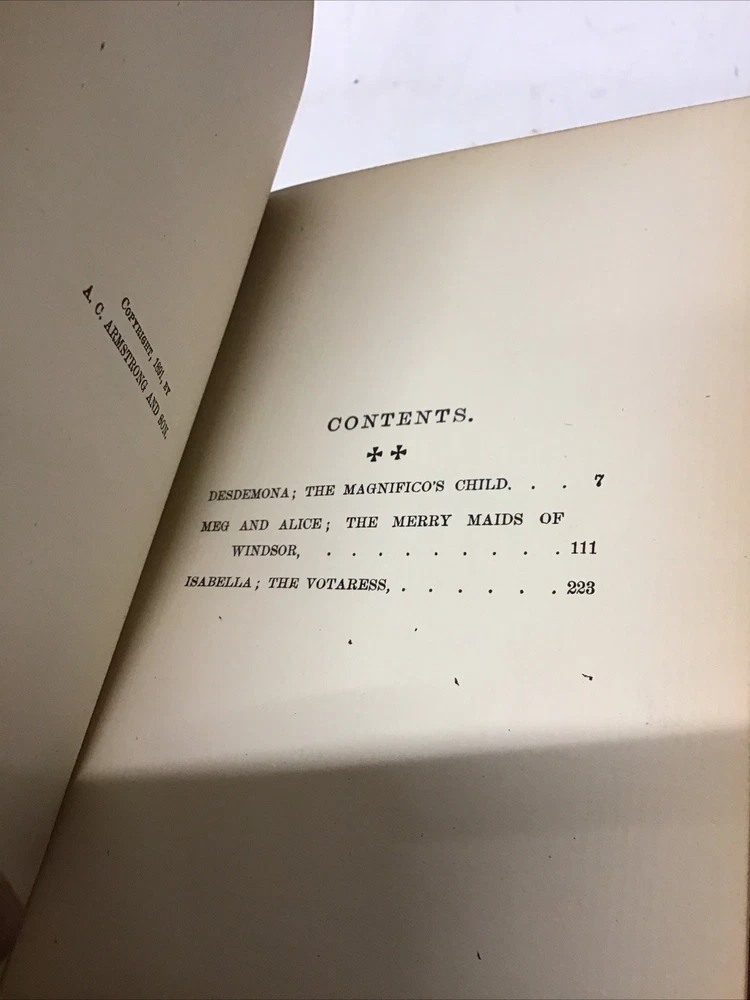 COPYRIGHT, 1891, BY
A. C. ARMSTRONG AND SON.
CONTENTS.
DESDEMONA; THE MAGNIFICO'S CHILD. . . 7
MEG AND ALICE; THE MERRY MAIDS OF
WINDSOR, . . . . . . . . . 111
ISABELLA; THE VOTARESS, . . . . . . 223